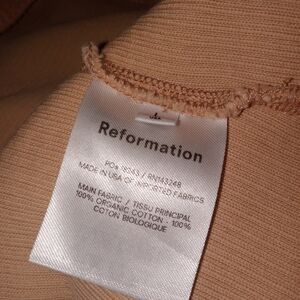 L
Reformation
MADE IN USA OF IMPORTED FABRICS
MAIN FABRIC / TISSU PRINCIPAL
100% ORGANIC COTTON - 100%
COTON BIOLOGIQUE